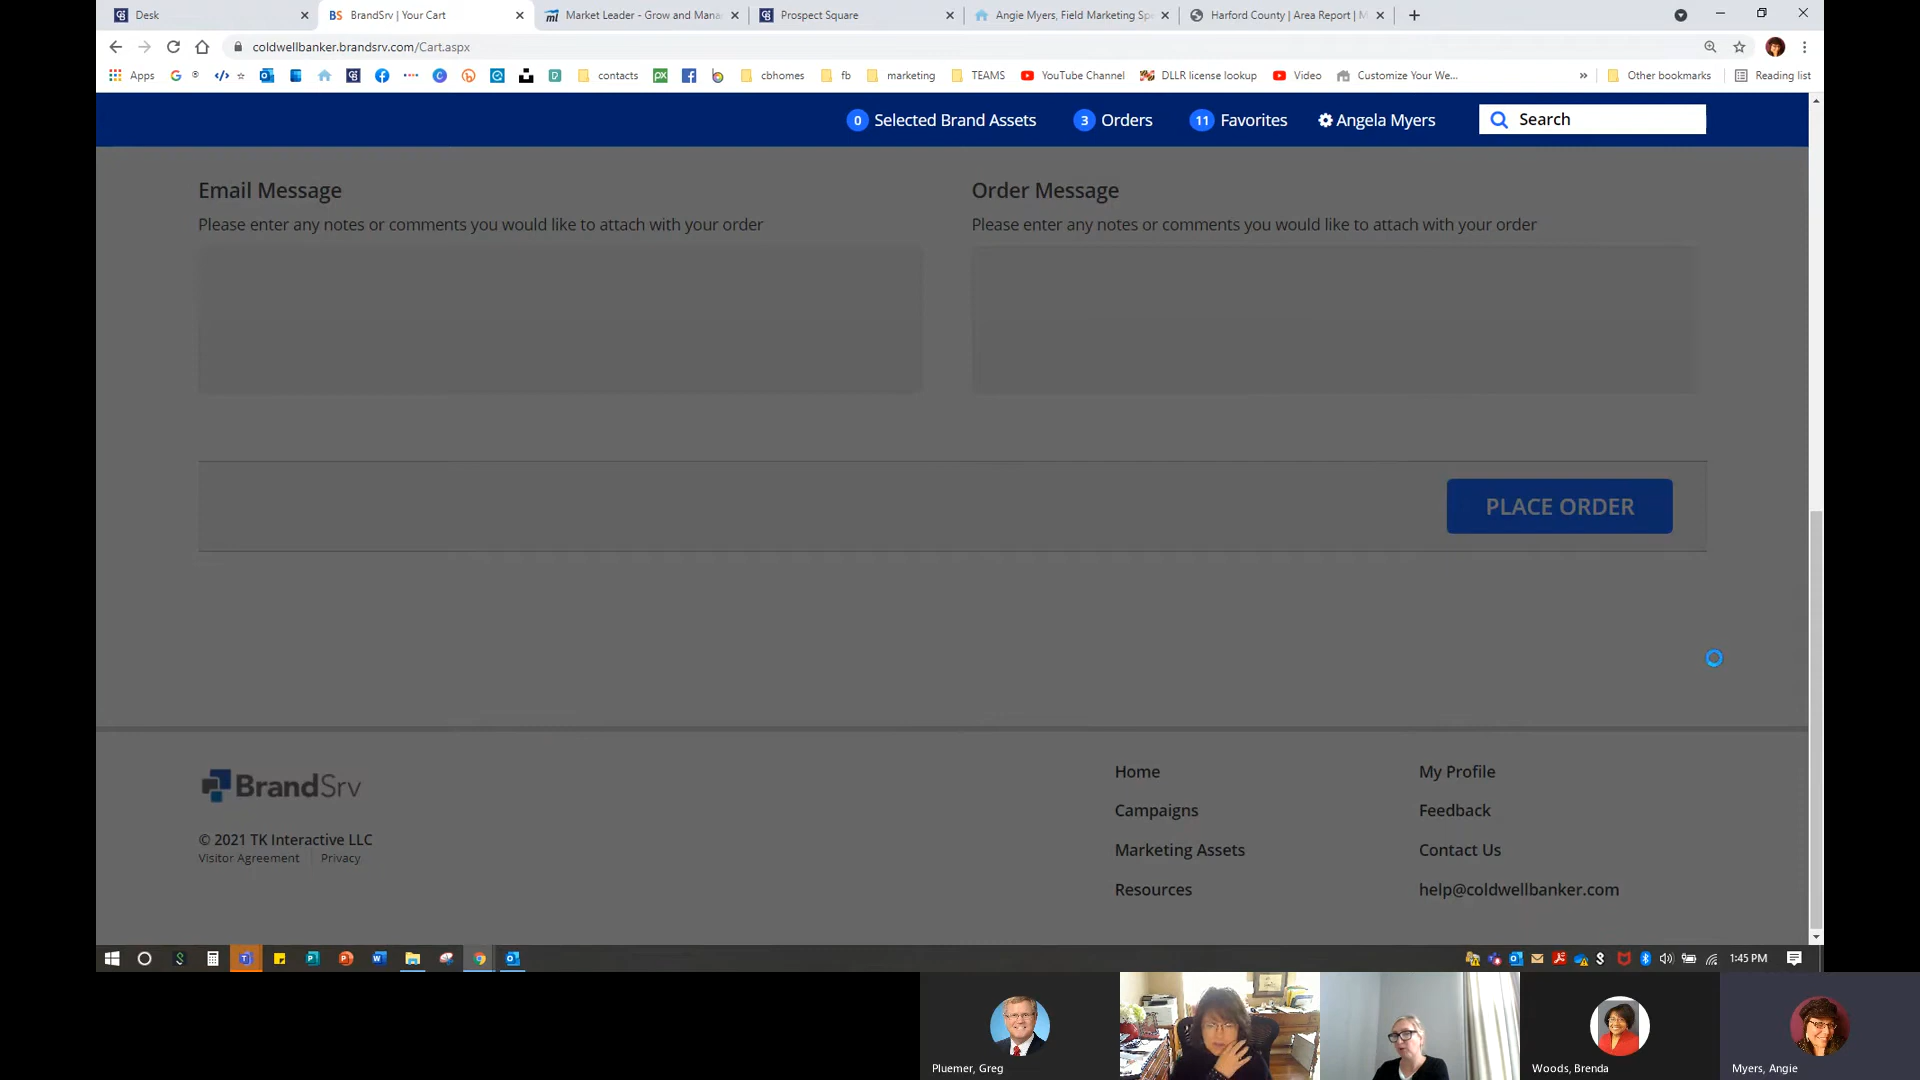 Desk
BS BrandSrv | Your Cart
Market Leader - Grow and Mana
Prospect Square
Angie Myers, Field Marketing Spe
Harford County | Area Report | M
coldwellbanker.brandsrv.com/Cart.aspx
Apps
contacts
cbhomes
fb
marketing
TEAMS
YouTube Channel
DLLR license lookup
Video
Customize Your We...
Other bookmarks
Reading list
0 Selected Brand Assets
3 Orders
11 Favorites
Angela Myers
Search
Email Message
Please enter any notes or comments you would like to attach with your order
Order Message
Please enter any notes or comments you would like to attach with your order
PLACE ORDER
BrandSrv
© 2021 TK Interactive LLC
Visitor Agreement | Privacy
Home
Campaigns
Marketing Assets
Resources
My Profile
Feedback
Contact Us
help@coldwellbanker.com
1:45 PM
Pluemer, Greg
Woods, Brenda
Myers, Angie